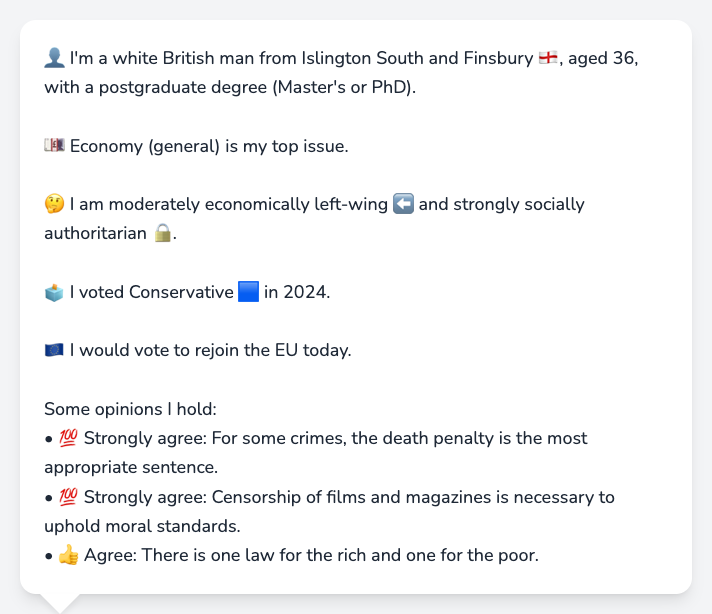 👤 I'm a white British man from Islington South and Finsbury 🏴󠁧󠁢󠁥󠁮󠁧󠁿, aged 36,
with a postgraduate degree (Master's or PhD).
💷 Economy (general) is my top issue.
🤔 I am moderately economically left-wing ⬅️ and strongly socially
authoritarian 🔒.
🗳️ I voted Conservative 🟦 in 2024.
🇪🇺 I would vote to rejoin the EU today.
Some opinions I hold:
• 💯 Strongly agree: For some crimes, the death penalty is the most
appropriate sentence.
• 💯 Strongly agree: Censorship of films and magazines is necessary to
uphold moral standards.
• 👍 Agree: There is one law for the rich and one for the poor.